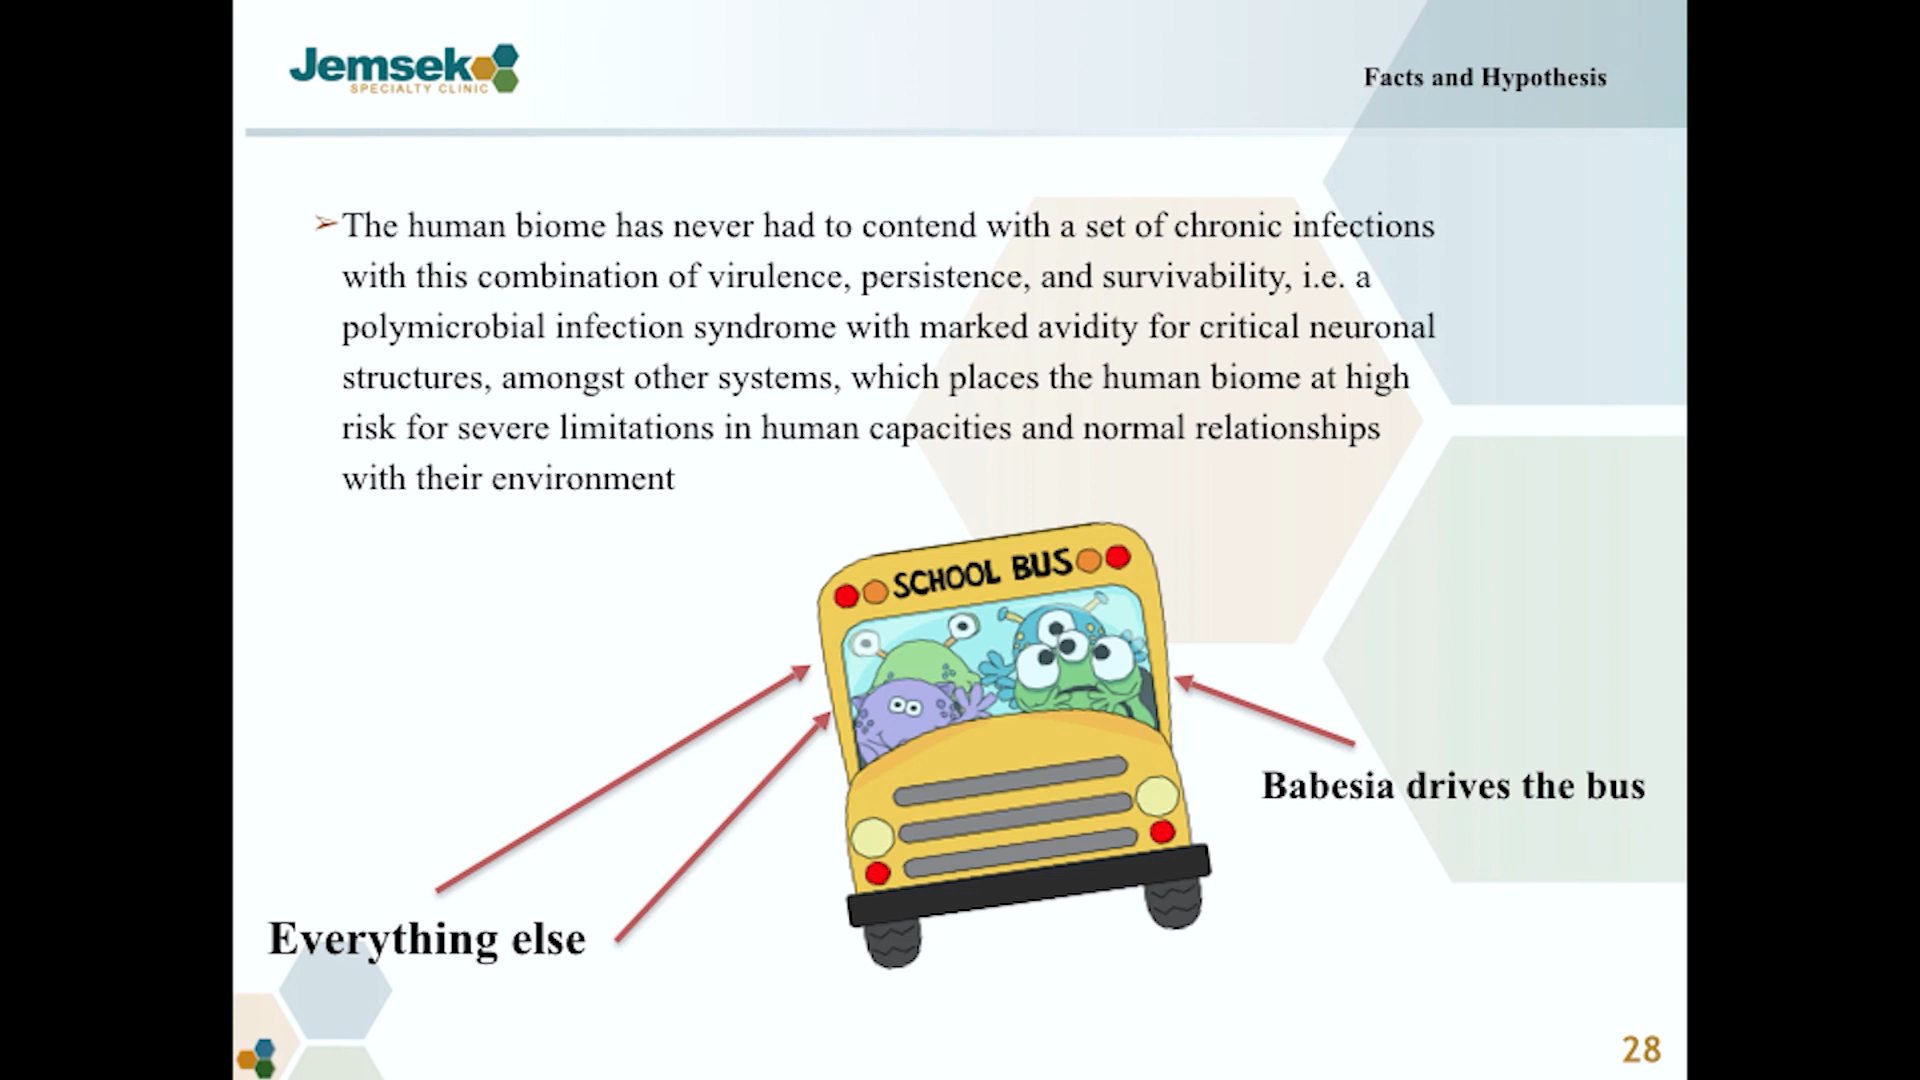 Jemsek
SPECIALTY CLINIC
Facts and Hypothesis
➢The human biome has never had to contend with a set of chronic infections
with this combination of virulence, persistence, and survivability, i.e. a
polymicrobial infection syndrome with marked avidity for critical neuronal
structures, amongst other systems, which places the human biome at high
risk for severe limitations in human capacities and normal relationships
with their environment
SCHOOL BUS
Babesia drives the bus
Everything else
28